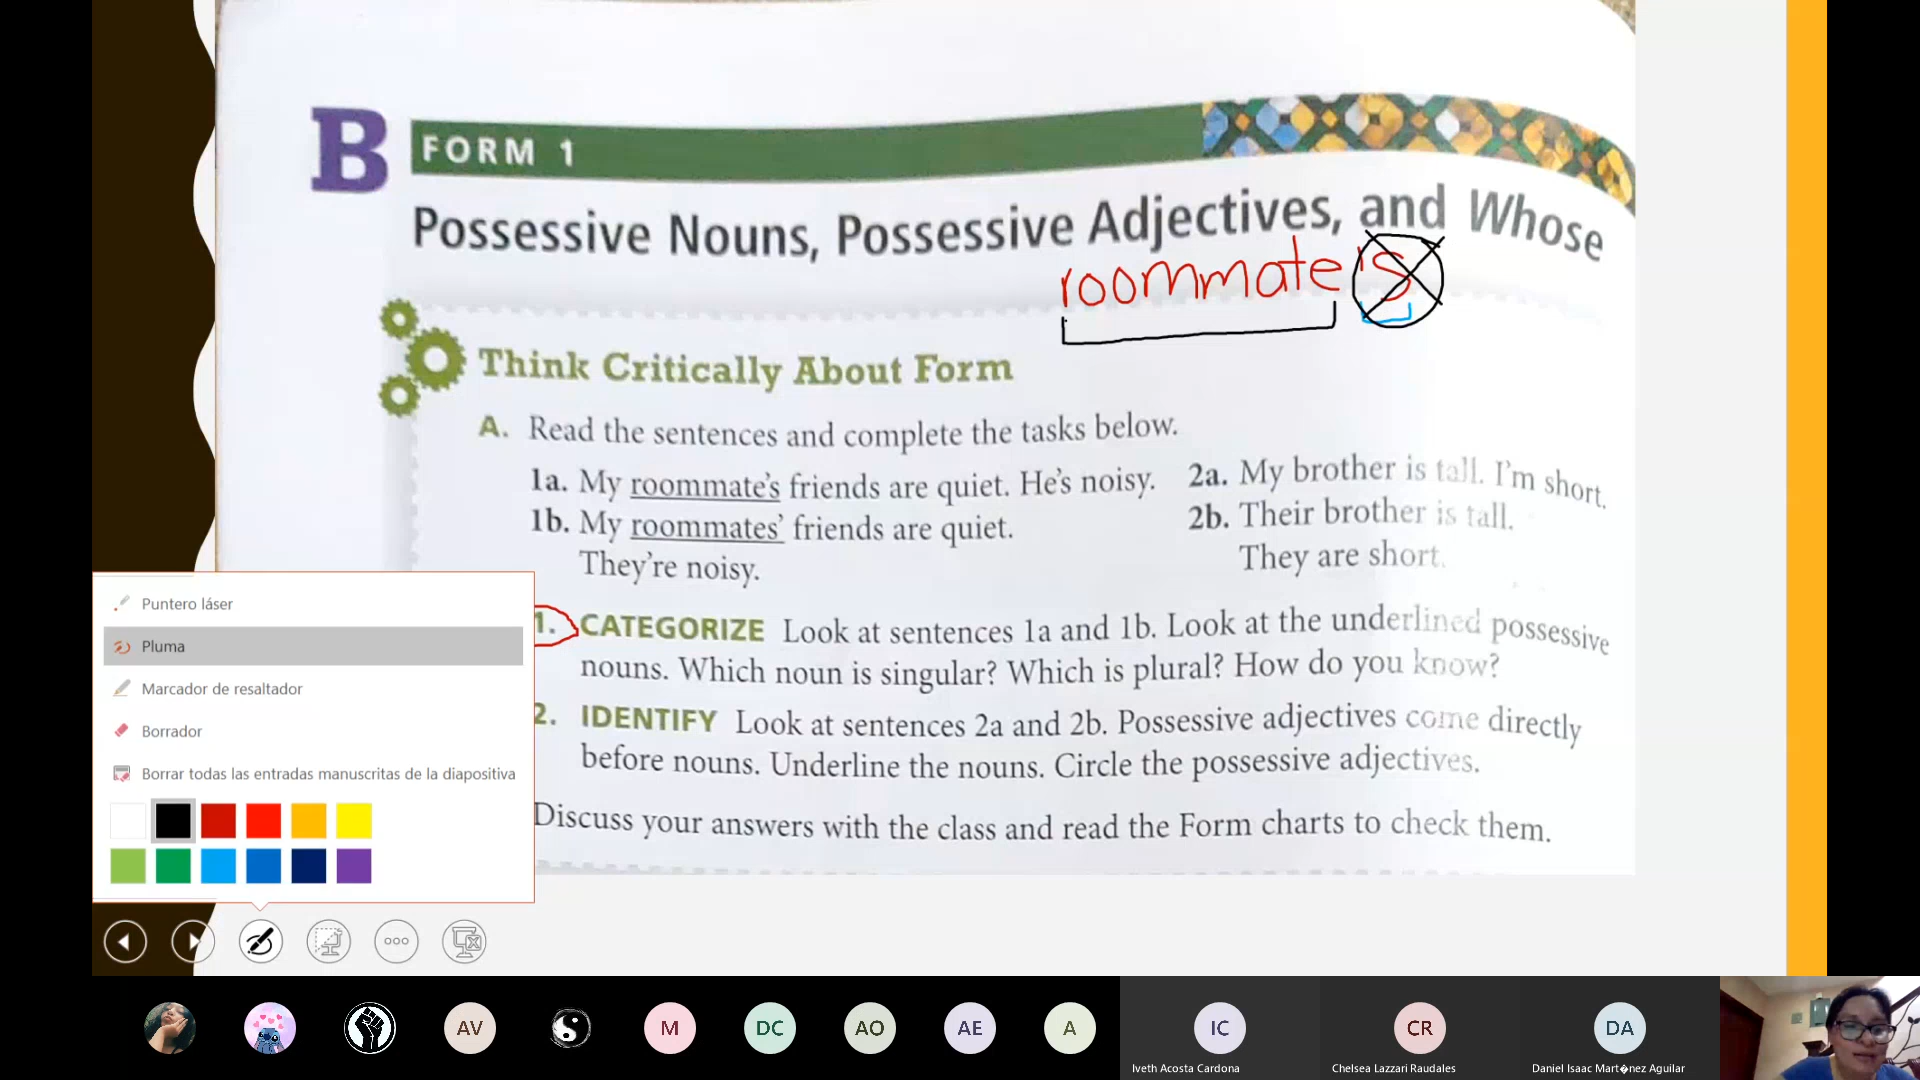 B FORM 1
Possessive Nouns, Possessive Adjectives, and Whose
roommate's
Think Critically About Form
A. Read the sentences and complete the tasks below.
1a. My roommate's friends are quiet. He's noisy.
1b. My roommates' friends are quiet.
They're noisy.
2a. My brother is tall. I'm short.
2b. Their brother is tall.
They are short.
1. CATEGORIZE Look at sentences 1a and 1b. Look at the underlined possessive
nouns. Which noun is singular? Which is plural? How do you know?
2. IDENTIFY Look at sentences 2a and 2b. Possessive adjectives come directly
before nouns. Underline the nouns. Circle the possessive adjectives.
Discuss your answers with the class and read the Form charts to check them.
Puntero láser
Pluma
Marcador de resaltador
Borrador
Borrar todas las entradas manuscritas de la diapositiva
AV
M
DC
AO
AE
A
IC
CR
DA
Iveth Acosta Cardona
Chelsea Lazzari Raudales
Daniel Isaac Mart�nez Aguilar